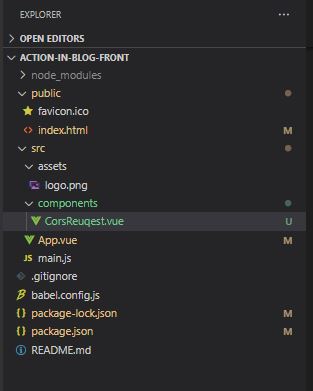 EXPLORER
OPEN EDITORS
ACTION-IN-BLOG-FRONT
node_modules
public
favicon.ico
index.html M
src
assets
logo.png
components
CorsReuqest.vue U
App.vue M
JS main.js
.gitignore
babel.config.js
package-lock.json M
package.json M
README.md